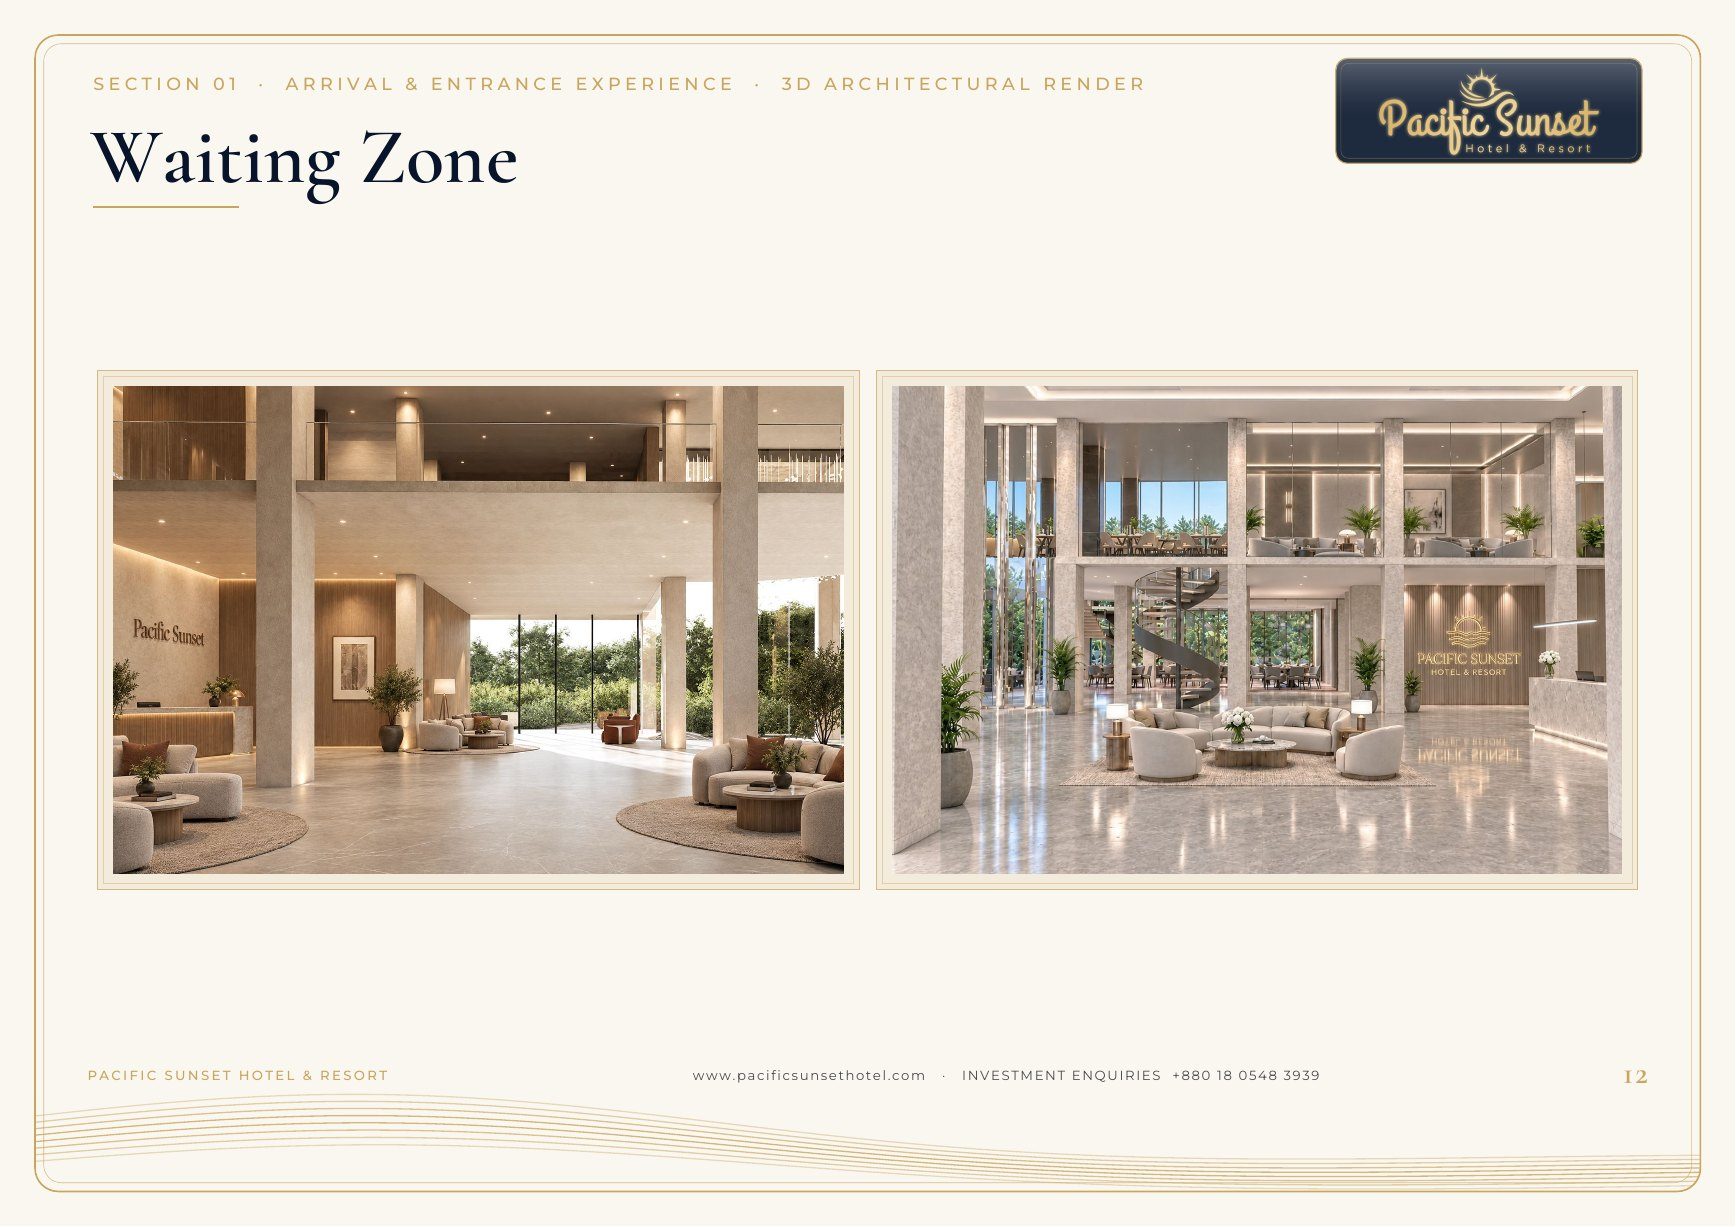 SECTION 01 · ARRIVAL & ENTRANCE EXPERIENCE · 3D ARCHITECTURAL RENDER
Pacific Sunset
Hotel & Resort
Waiting Zone
Pacific Sunset
PACIFIC SUNSET
HOTEL & RESORT
PACIFIC SUNSET HOTEL & RESORT
www.pacificsunsethotel.com · INVESTMENT ENQUIRIES +880 18 0548 3939
12